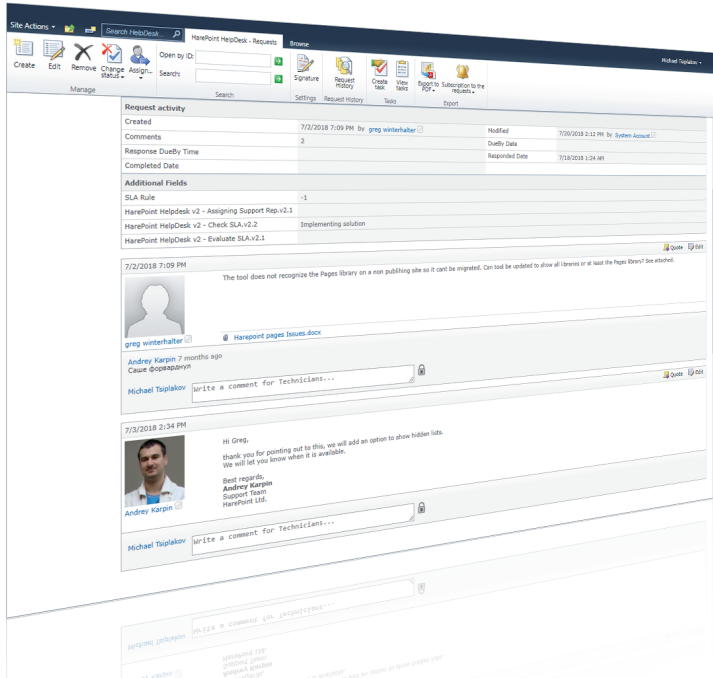 Site Actions
Search HelpDesk...
HarePoint HelpDesk - Requests
Browse
Michael Tsiplakov
Create
Edit
Remove
Change status
Assign...
Manage
Open by ID:
Search:
Search
Signature
Settings
Request History
Request History
Create task
View tasks
Tasks
Export to PDF
Subscription to the requests
Export
Request activity
Created 7/2/2018 7:09 PM by greg winterhalter Modified 7/20/2018 2:12 PM by System Account
Comments 2 DueBy Date
Response DueBy Time Responded Date 7/18/2018 1:24 AM
Completed Date
Additional Fields
SLA Rule -1
HarePoint Helpdesk v2 - Assigning Support Rep.v2.1
HarePoint HelpDesk v2 - Check SLA.v2.2 Implementing solution
HarePoint HelpDesk v2 - Evaluate SLA.v2.1
Quote Edit
7/2/2018 7:09 PM
The tool does not recognize the Pages library on a non publihing site so it cant be migrated. Can tool be updated to show all libraries or at least the Pages library? See attached.
greg winterhalter
Harepoint pages Issues.docx
Andrey Karpin 7 months ago
Саше форварднул
Michael Tsiplakov Write a comment for Technicians...
Quote Edit
7/3/2018 2:34 PM
Hi Greg,
thank you for pointing out to this, we will add an option to show hidden lists.
We will let you know when it is available.
Best regards,
Andrey Karpin
Support Team
HarePoint Ltd.
Andrey Karpin
Michael Tsiplakov Write a comment for Technicians...